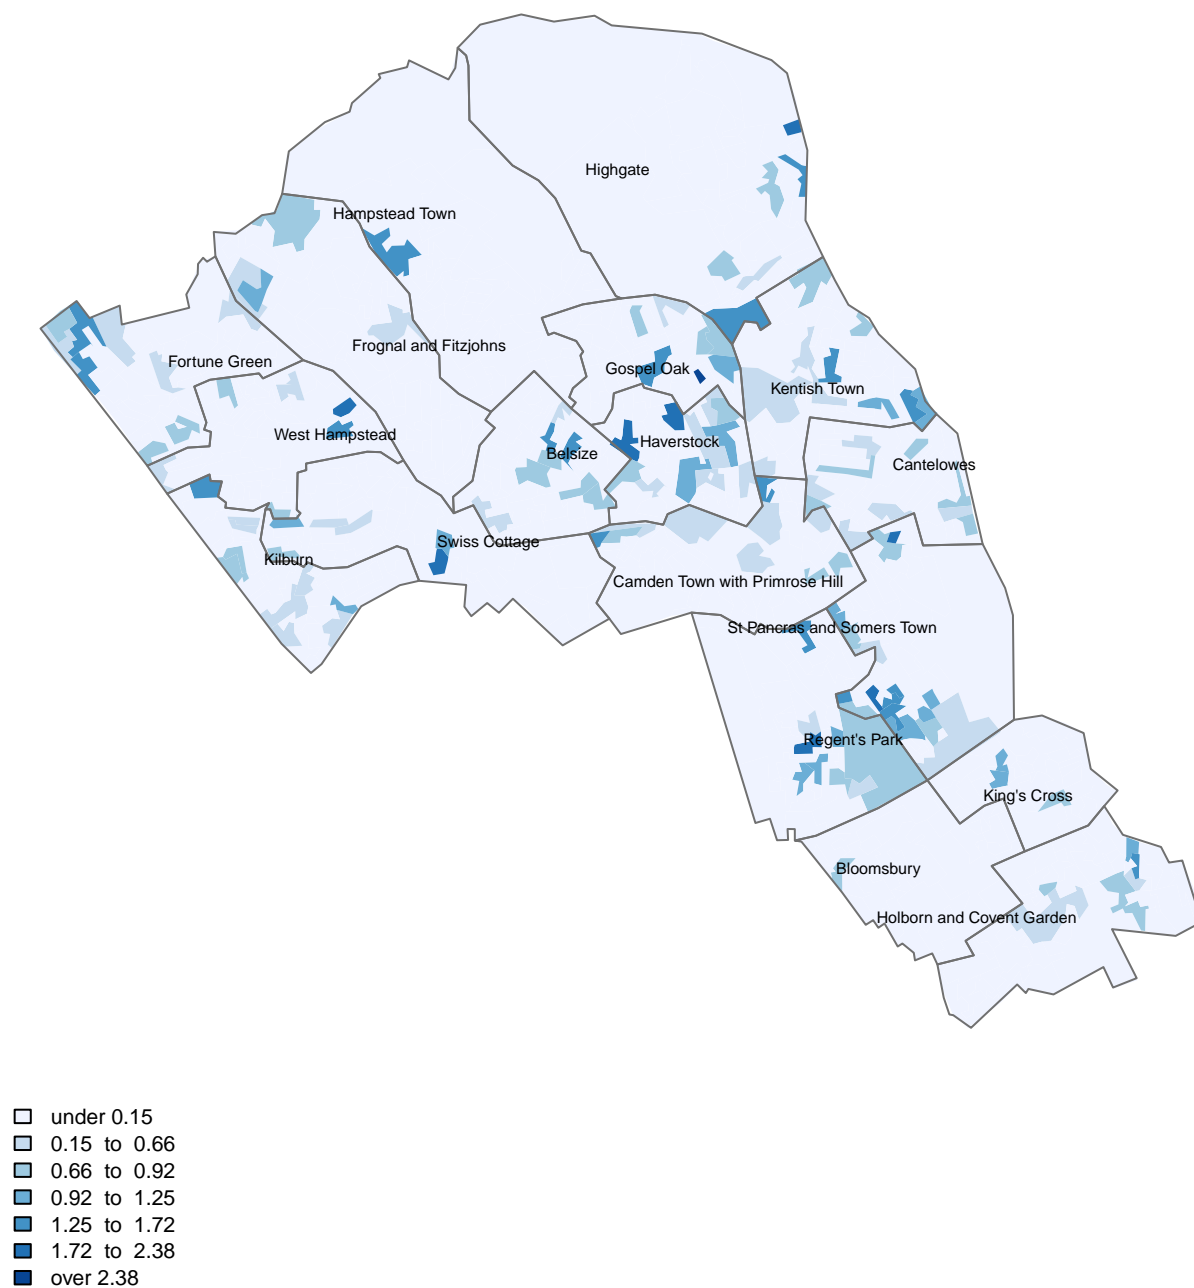 Highgate
Hampstead Town
Frognal and Fitzjohns
Fortune Green
Gospel Oak
Kentish Town
West Hampstead
Haverstock
Belsize
Cantelowes
Swiss Cottage
Kilburn
Camden Town with Primrose Hill
St Pancras and Somers Town
Regent's Park
King's Cross
Bloomsbury
Holborn and Covent Garden
under 0.15
0.15 to 0.66
0.66 to 0.92
0.92 to 1.25
1.25 to 1.72
1.72 to 2.38
over 2.38